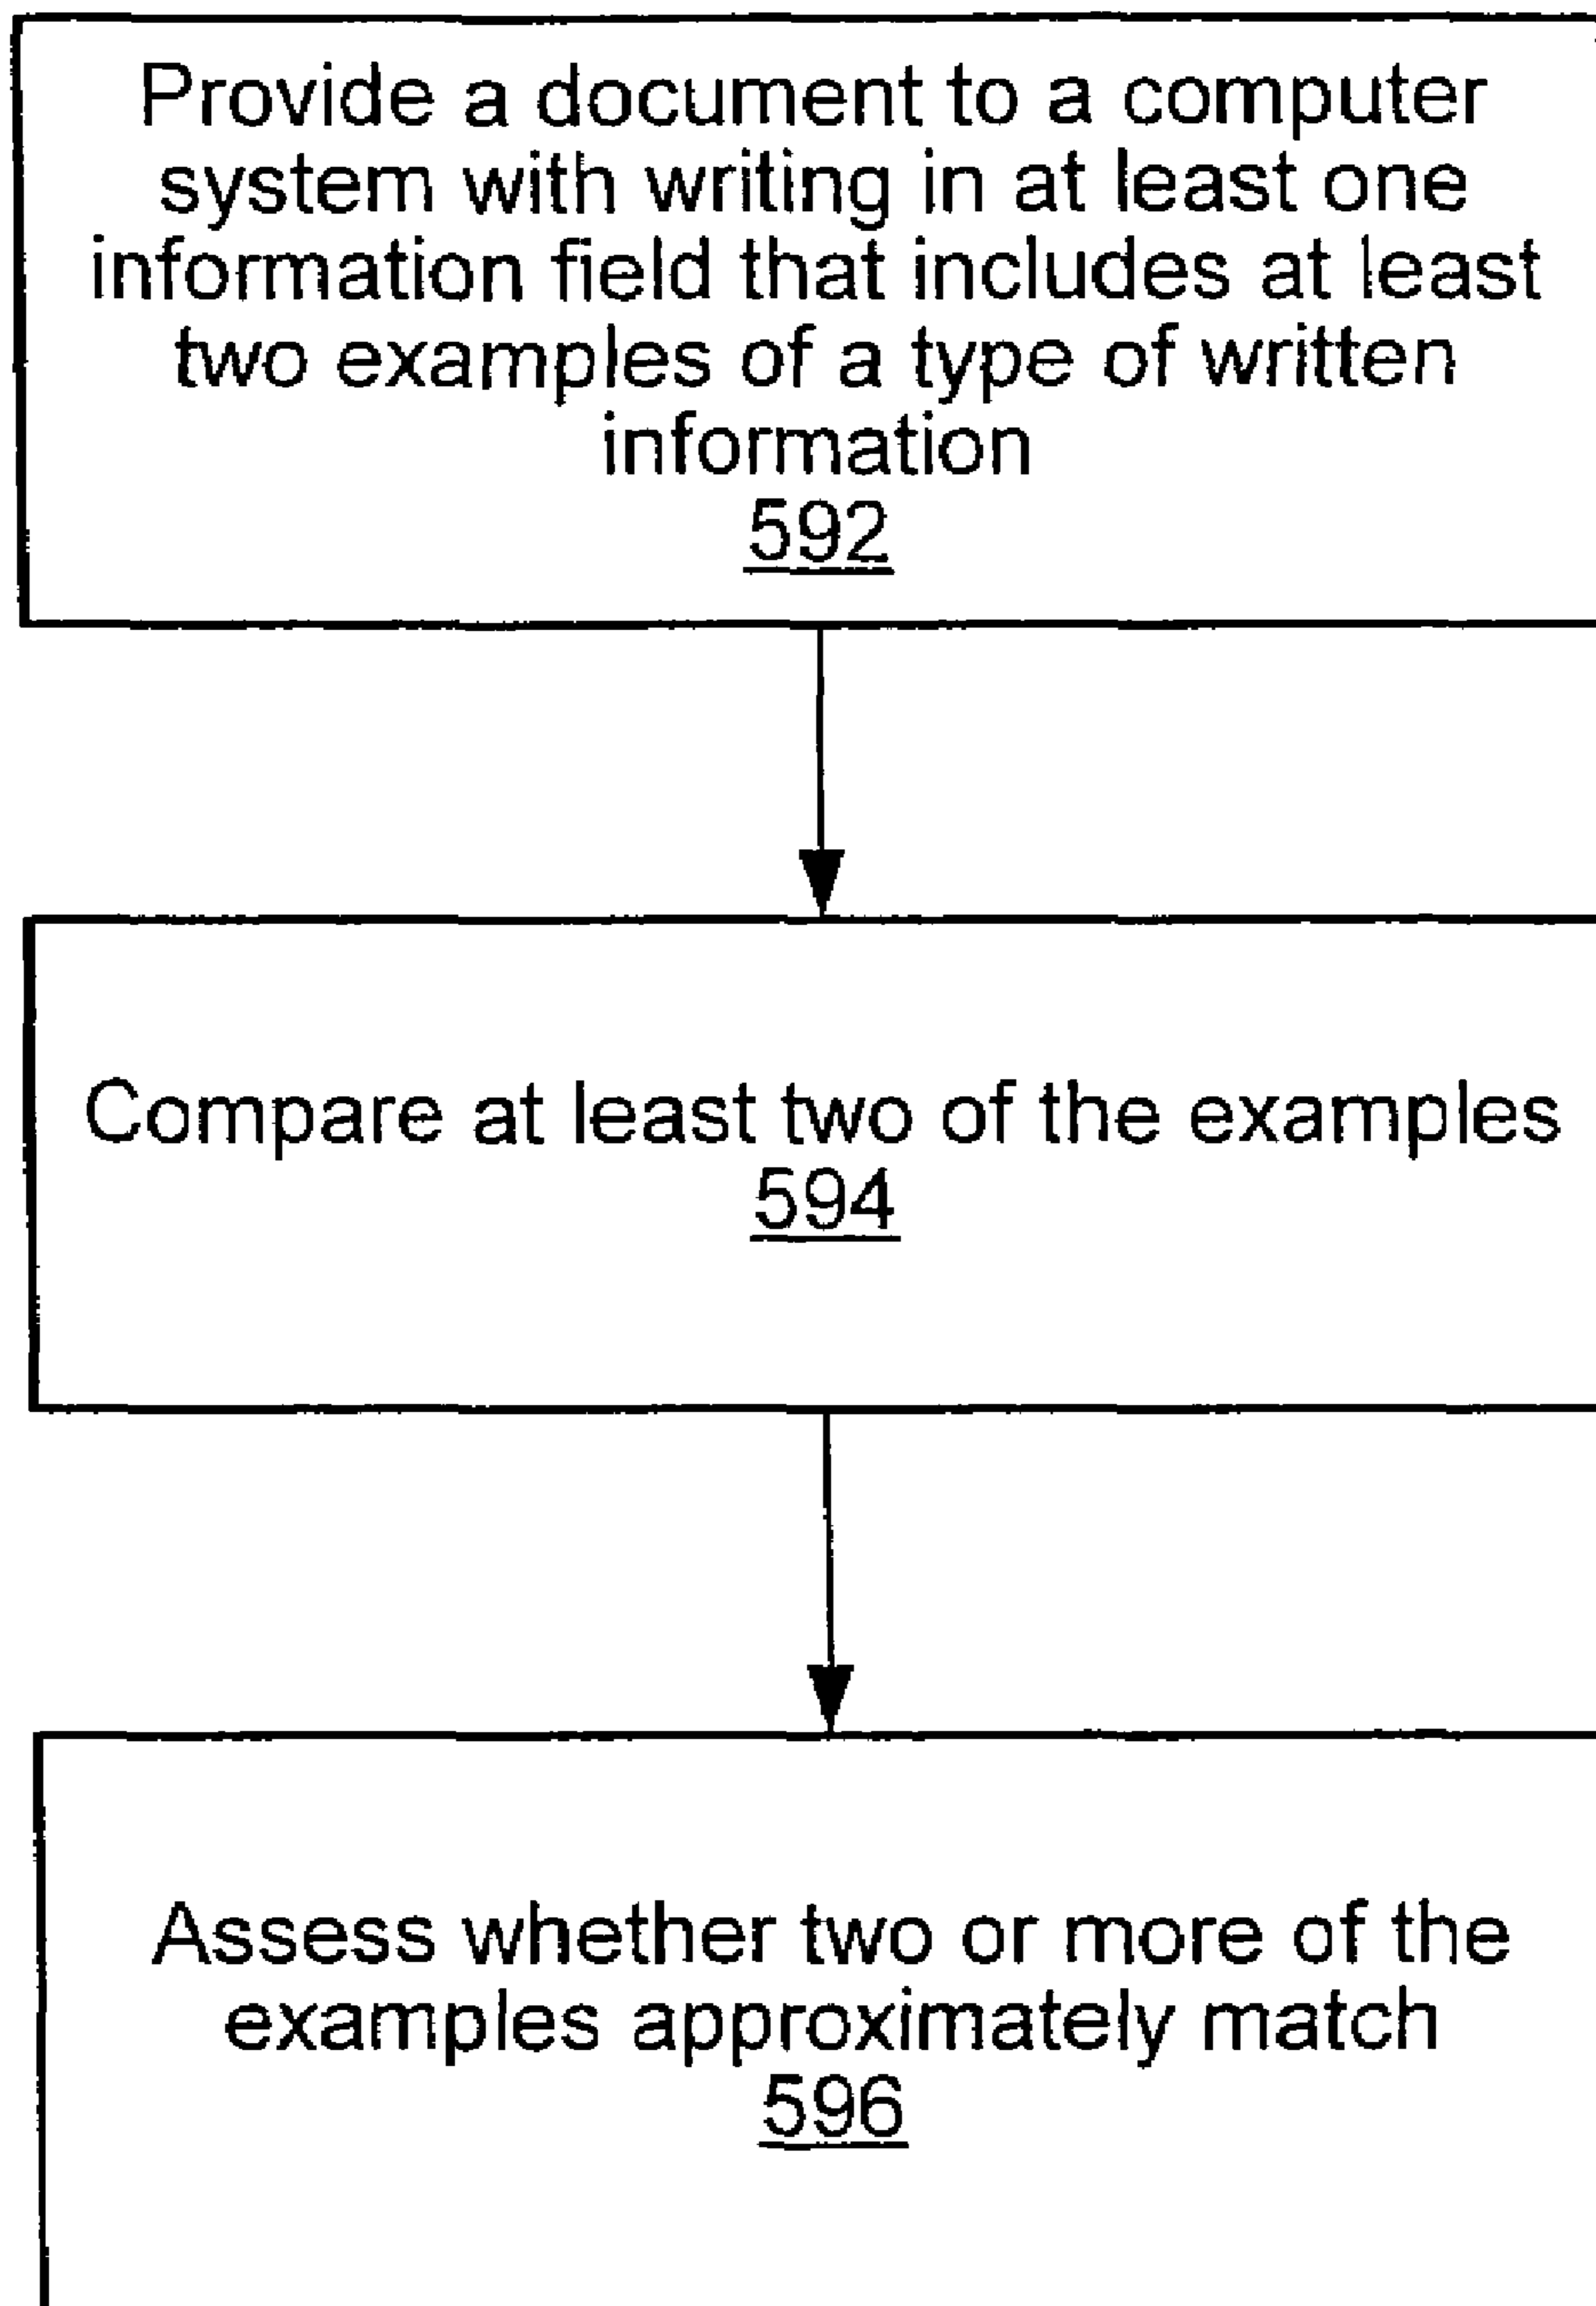 Provide a document to a computer
system with writing in at least one
information field that includes at least
two examples of a type of written
information
592
Compare at least two of the examples
594
Assess whether two or more of the
examples approximately match
596